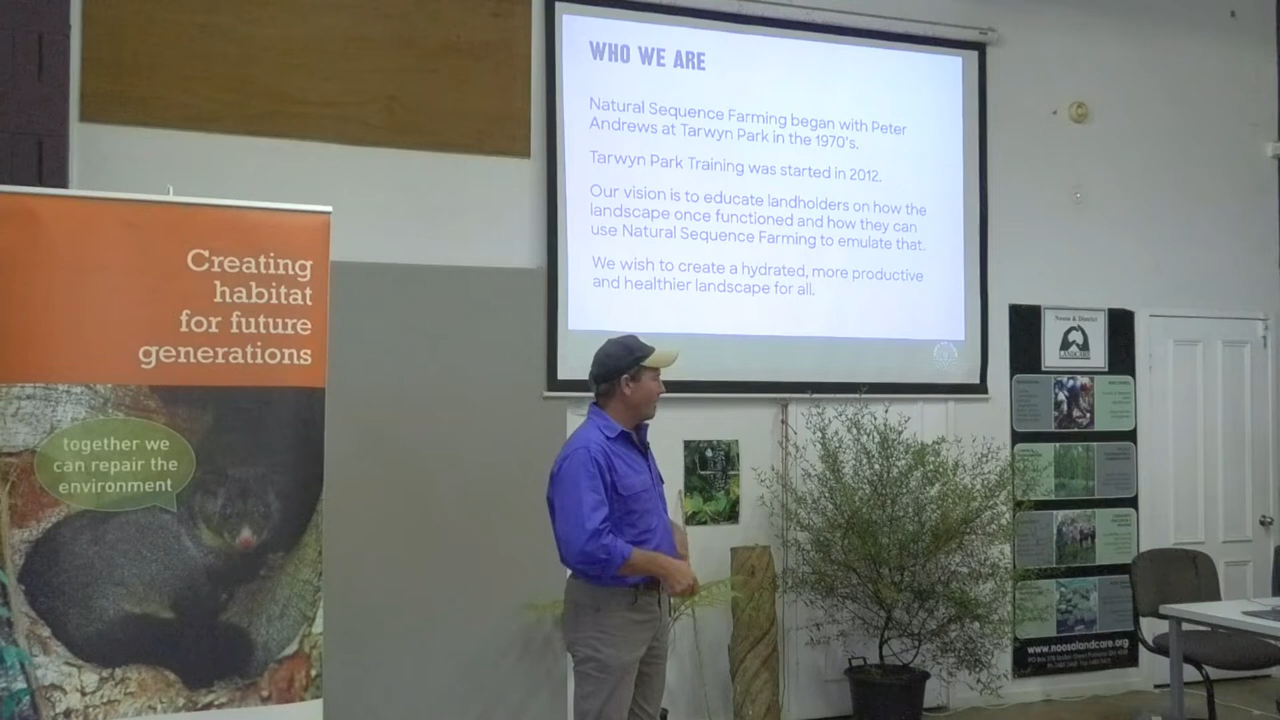 WHO WE ARE
Natural Sequence Farming began with Peter
Andrews at Tarwyn Park in the 1970's.
Tarwyn Park Training was started in 2012.
Our vision is to educate landholders on how the
landscape once functioned and how they can
use Natural Sequence Farming to emulate that.
We wish to create a hydrated, more productive
and healthier landscape for all.
Creating
habitat
for future
generations
together we
can repair the
environment
Noosa & District
LANDCARE
www.noosalandcare.org